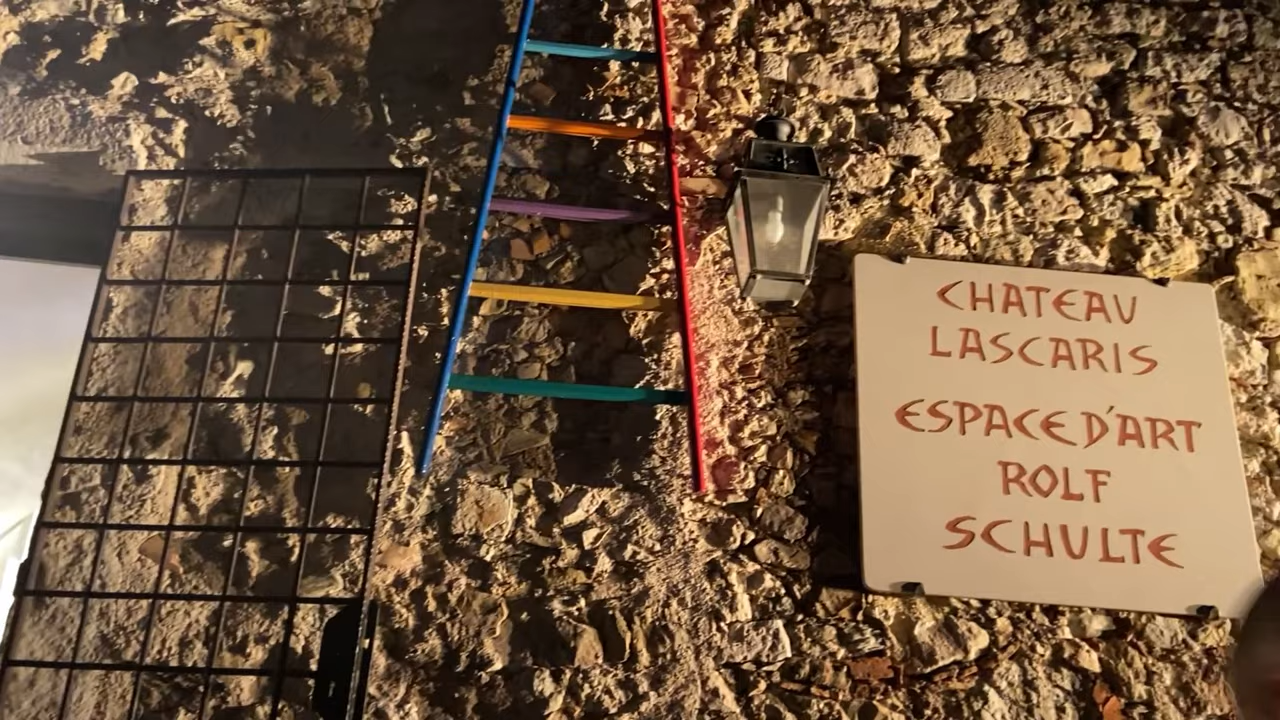 CHATEAU
LASCARIS
ESPACE D'ART
ROLF
SCHULTE